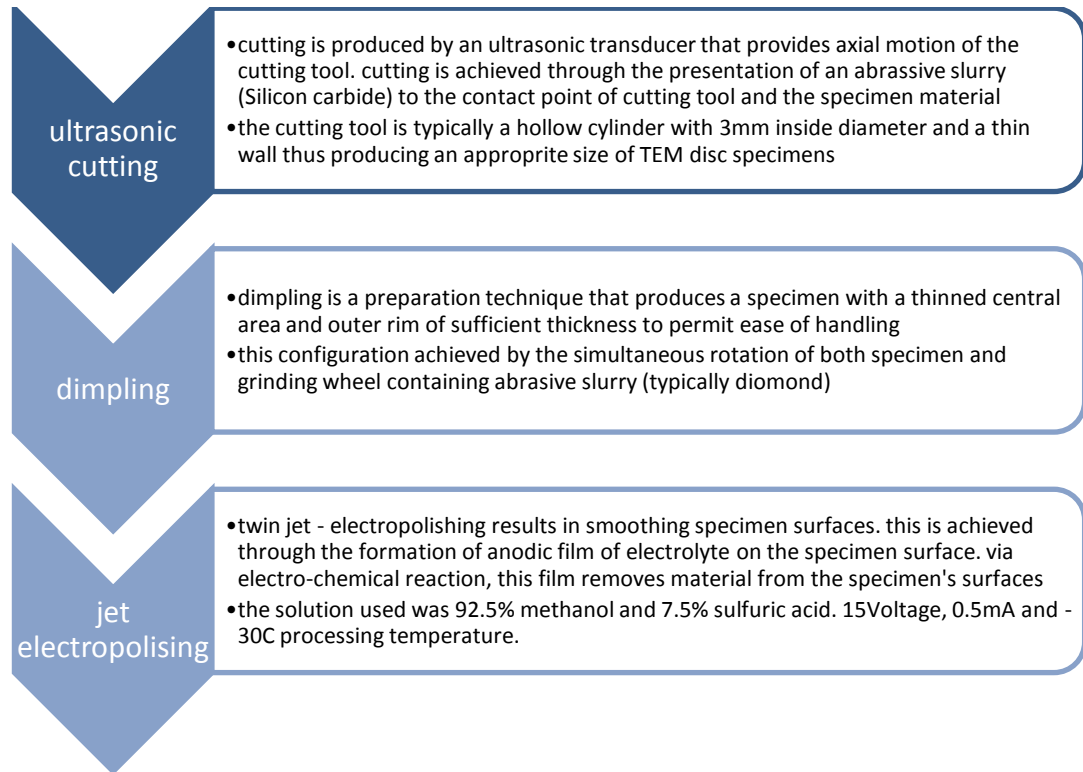 ultrasonic
cutting
•cutting is produced by an ultrasonic transducer that provides axial motion of the
cutting tool. cutting is achieved through the presentation of an abrassive slurry
(Silicon carbide) to the contact point of cutting tool and the specimen material
•the cutting tool is typically a hollow cylinder with 3mm inside diameter and a thin
wall thus producing an approprite size of TEM disc specimens
dimpling
•dimpling is a preparation technique that produces a specimen with a thinned central
area and outer rim of sufficient thickness to permit ease of handling
•this configuration achieved by the simultaneous rotation of both specimen and
grinding wheel containing abrasive slurry (typically diomond)
jet
electropolising
•twin jet - electropolishing results in smoothing specimen surfaces. this is achieved
through the formation of anodic film of electrolyte on the specimen surface. via
electro-chemical reaction, this film removes material from the specimen's surfaces
•the solution used was 92.5% methanol and 7.5% sulfuric acid. 15Voltage, 0.5mA and -
30C processing temperature.